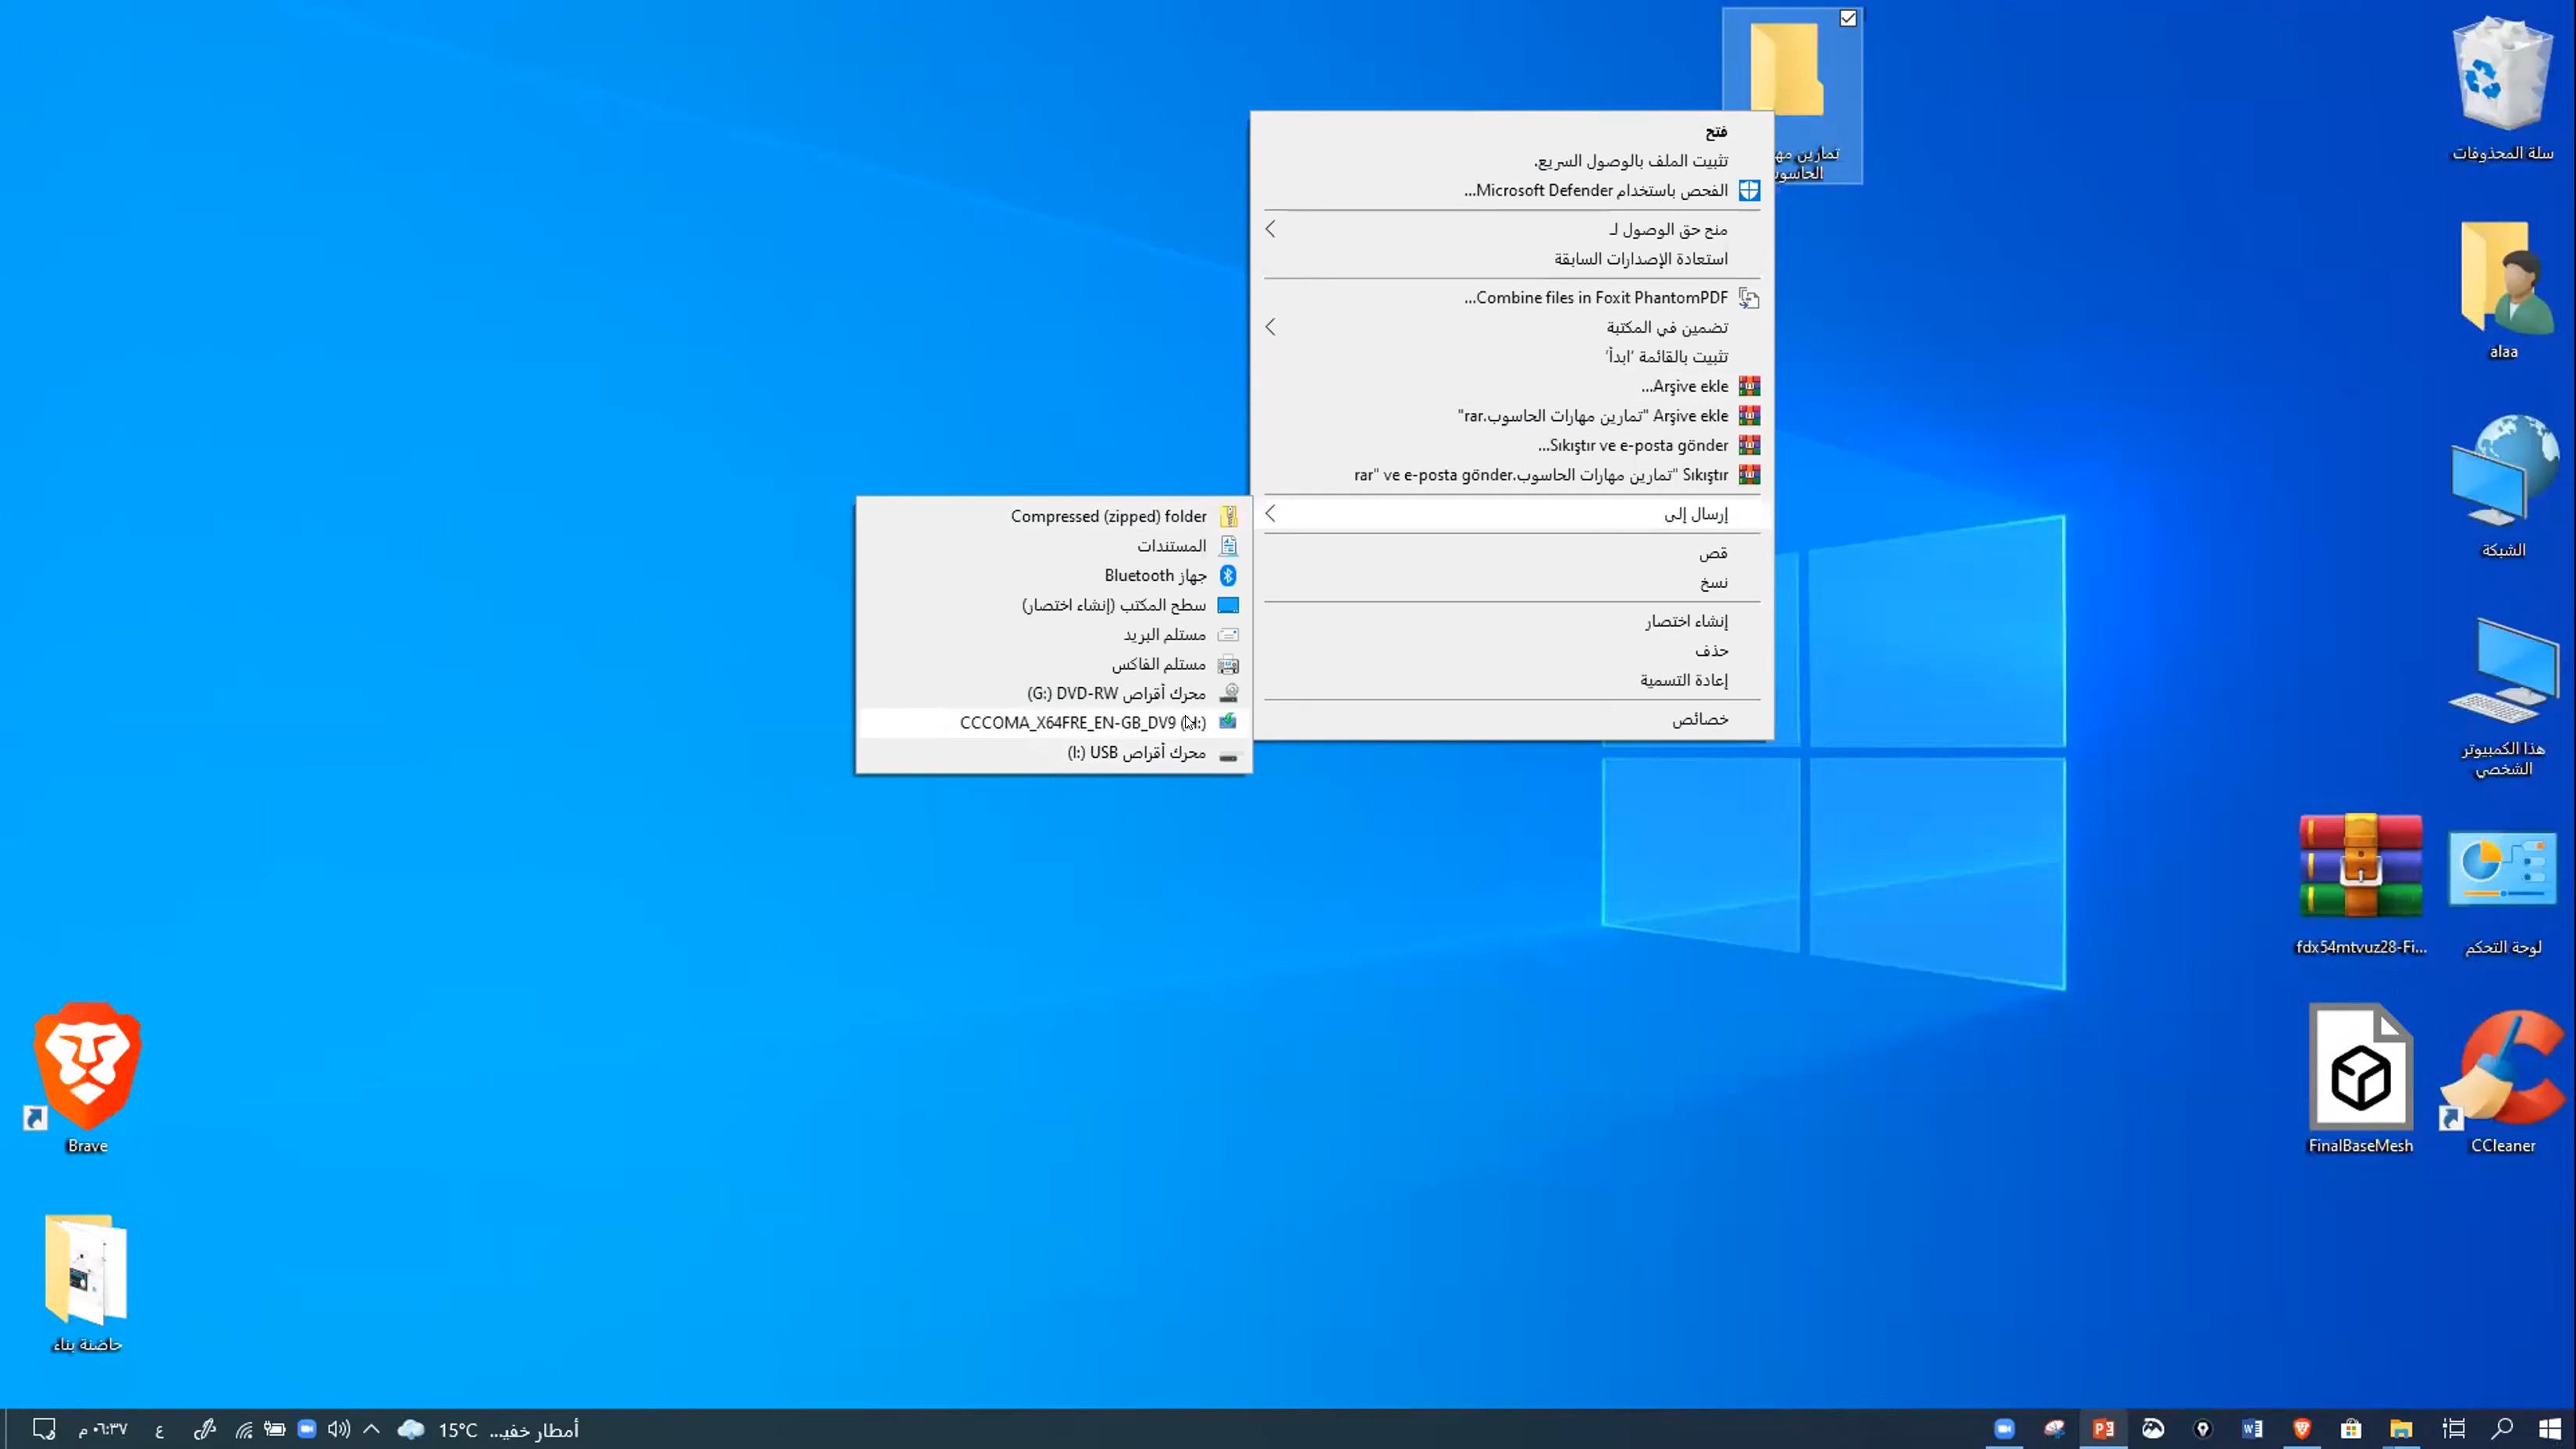 سلة المحذوفات
alaa
الشبكة
هذا الكمبيوتر
الشخصي
لوحة التحكم
fdx54mtvuz28-Fi...
CCleaner
FinalBaseMesh
تمارين
الحاسوب
فتح
تثبيت الملف بالوصول السريع.
الفحص باستخدام Microsoft Defender...
منح حق الوصول لـ
استعادة الإصدارات السابقة
Combine files in Foxit PhantomPDF...
تضمين في المكتبة
تثبيت بالقائمة 'ابدأ'
Arşive ekle...
Arşive ekle "تمارين مهارات الحاسوب.rar"
Sıkıştır ve e-posta gönder...
Sıkıştır "تمارين مهارات الحاسوب.rar" ve e-posta gönder
إرسال إلى
قص
نسخ
إنشاء اختصار
حذف
إعادة التسمية
خصائص
Compressed (zipped) folder
المستندات
جهاز Bluetooth
سطح المكتب (إنشاء اختصار)
مستلم البريد
مستلم الفاكس
محرك أقراص DVD-RW (G:)
CCCOMA_X64FRE_EN-GB_DV9
محرك أقراص USB (I:)
Brave
حاضنة بناء
أمطار خفيـ... 15°C
ع
٠٦:٣٧ م